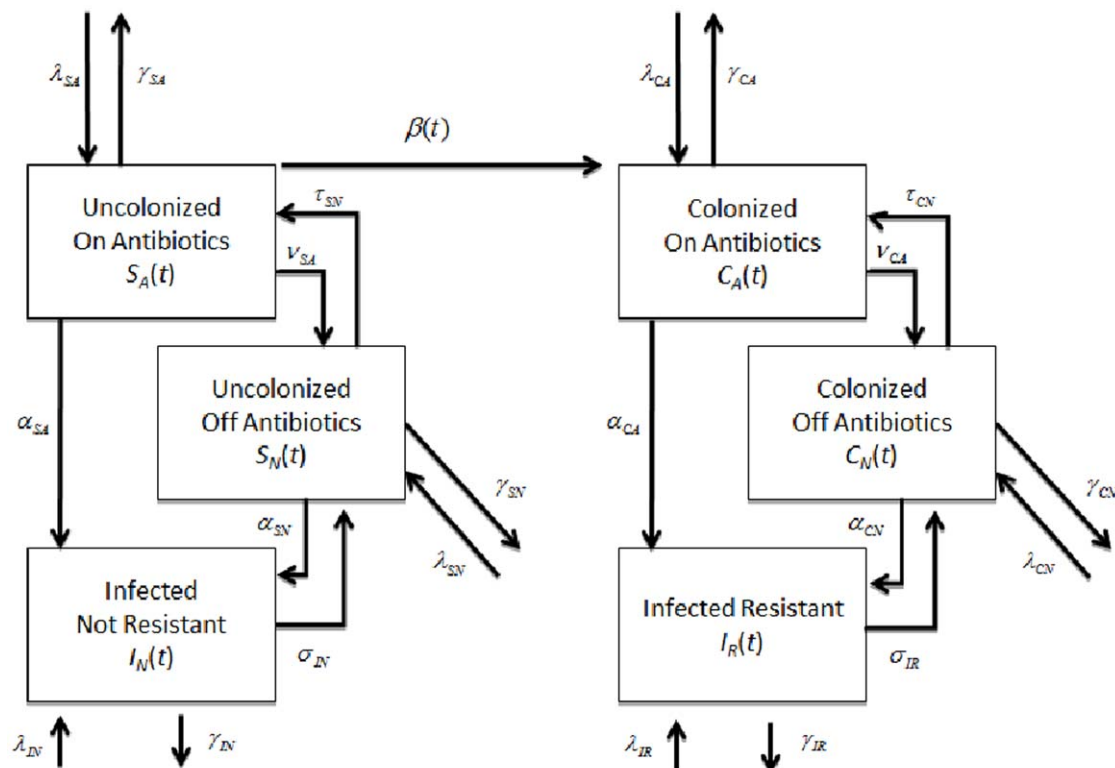 λSA
γSA
λCA
γCA
β(t)
Uncolonized
On Antibiotics
SA(t)
τSN
νSA
Colonized
On Antibiotics
CA(t)
τCN
νCA
αSA
Uncolonized
Off Antibiotics
SN(t)
γSN
αSN
λSN
αCA
Colonized
Off Antibiotics
CN(t)
γCN
αCN
λCN
Infected
Not Resistant
IN(t)
σIN
Infected Resistant
IR(t)
σIR
λIN
γIN
λIR
γIR